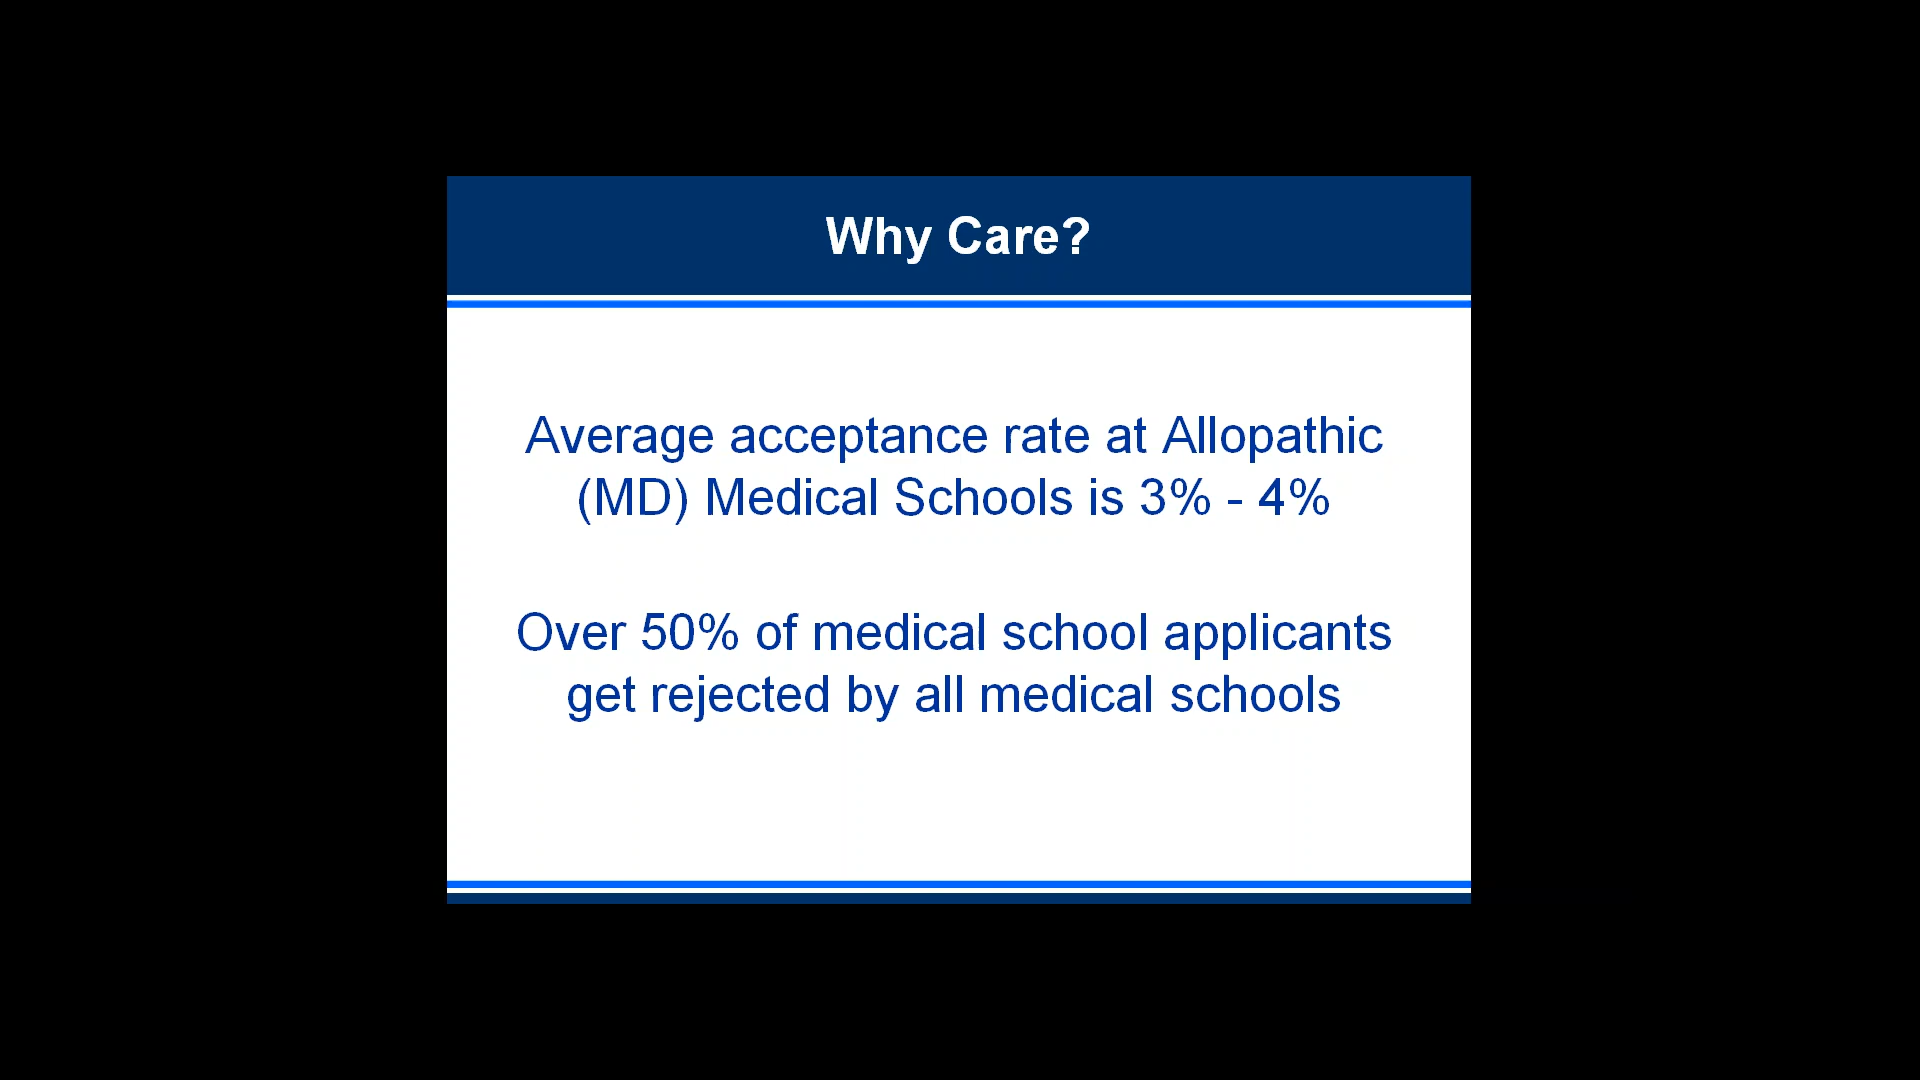 Why Care?
Average acceptance rate at Allopathic
(MD) Medical Schools is 3% - 4%
Over 50% of medical school applicants
get rejected by all medical schools